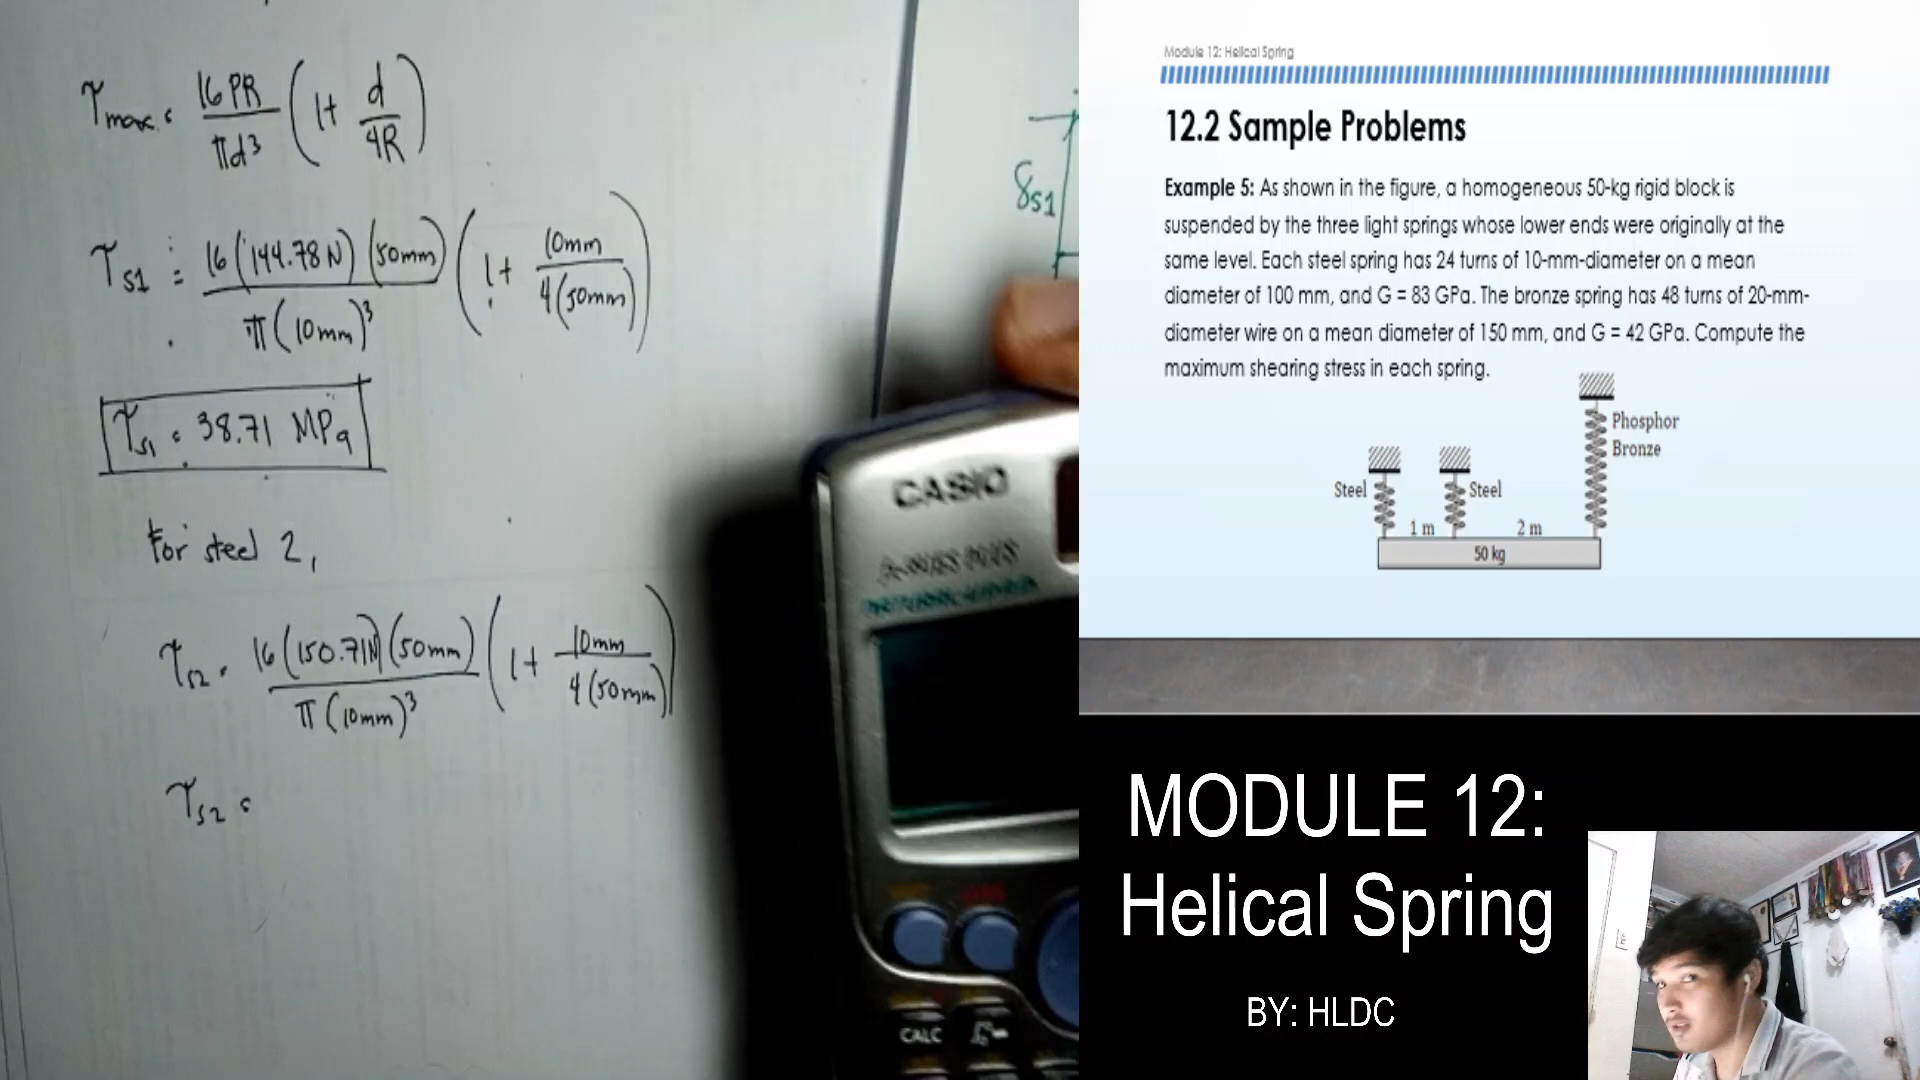 τmax = 16PR / πd³ (1 + d / 4R)
τS1 = 16(144.78N)(50mm) / π(10mm)³ (1 + 10mm / 4(50mm))
τS1 = 38.71 MPa
For steel 2,
τS2 = 16(150.71N)(50mm) / π(10mm)³ (1 + 10mm / 4(50mm))
τS2 =
δS1
CASIO
CALC
Module 12: Helical Spring
12.2 Sample Problems
Example 5: As shown in the figure, a homogeneous 50-kg rigid block is
suspended by the three light springs whose lower ends were originally at the
same level. Each steel spring has 24 turns of 10-mm-diameter on a mean
diameter of 100 mm, and G = 83 GPa. The bronze spring has 48 turns of 20-mm-
diameter wire on a mean diameter of 150 mm, and G = 42 GPa. Compute the
maximum shearing stress in each spring.
Phosphor
Bronze
Steel
Steel
1 m
2 m
50 kg
MODULE 12:
Helical Spring
BY: HLDC